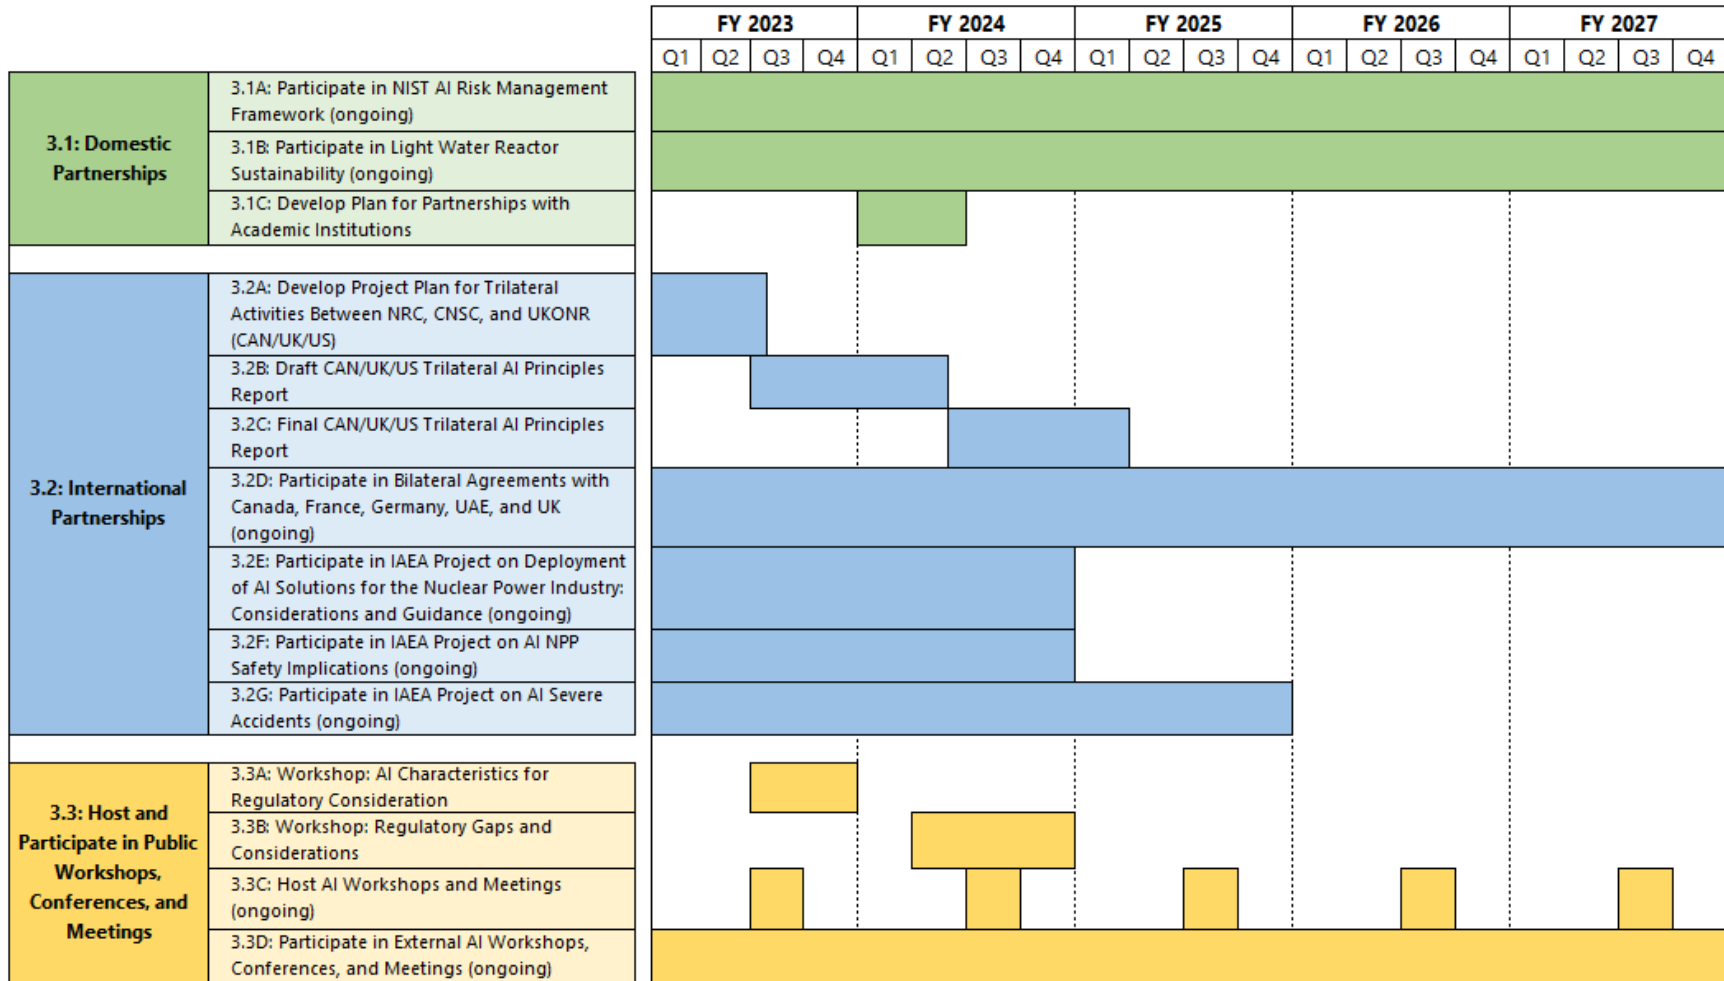 FY 2023 FY 2024 FY 2025 FY 2026 FY 2027
Q1 Q2 Q3 Q4 Q1 Q2 Q3 Q4 Q1 Q2 Q3 Q4 Q1 Q2 Q3 Q4 Q1 Q2 Q3 Q4
3.1: Domestic
Partnerships
3.1A: Participate in NIST AI Risk Management
Framework (ongoing)
3.1B: Participate in Light Water Reactor
Sustainability (ongoing)
3.1C: Develop Plan for Partnerships with
Academic Institutions
3.2: International
Partnerships
3.2A: Develop Project Plan for Trilateral
Activities Between NRC, CNSC, and UKONR
(CAN/UK/US)
3.2B: Draft CAN/UK/US Trilateral AI Principles
Report
3.2C: Final CAN/UK/US Trilateral AI Principles
Report
3.2D: Participate in Bilateral Agreements with
Canada, France, Germany, UAE, and UK
(ongoing)
3.2E: Participate in IAEA Project on Deployment
of AI Solutions for the Nuclear Power Industry:
Considerations and Guidance (ongoing)
3.2F: Participate in IAEA Project on AI NPP
Safety Implications (ongoing)
3.2G: Participate in IAEA Project on AI Severe
Accidents (ongoing)
3.3: Host and
Participate in Public
Workshops,
Conferences, and
Meetings
3.3A: Workshop: AI Characteristics for
Regulatory Consideration
3.3B: Workshop: Regulatory Gaps and
Considerations
3.3C: Host AI Workshops and Meetings
(ongoing)
3.3D: Participate in External AI Workshops,
Conferences, and Meetings (ongoing)